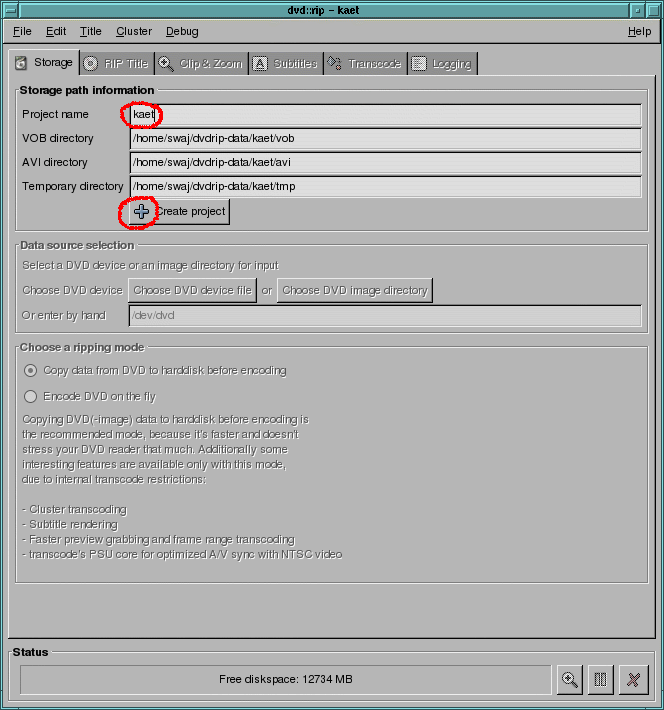 dvd::rip - kaet
File Edit Title Cluster Debug Help
Storage RIP Title Clip & Zoom Subtitles Transcode Logging
Storage path information
Project name kaet
VOB directory /home/swaj/dvdrip-data/kaet/vob
AVI directory /home/swaj/dvdrip-data/kaet/avi
Temporary directory /home/swaj/dvdrip-data/kaet/tmp
Create project
Data source selection
Select a DVD device or an image directory for input
Choose DVD device Choose DVD device file or Choose DVD image directory
Or enter by hand /dev/dvd
Choose a ripping mode
Copy data from DVD to harddisk before encoding
Encode DVD on the fly
Copying DVD(-image) data to harddisk before encoding is
the recommended mode, because it's faster and doesn't
stress your DVD reader that much. Additionally some
interesting features are available only with this mode,
due to internal transcode restrictions:
- Cluster transcoding
- Subtitle rendering
- Faster preview grabbing and frame range transcoding
- transcode's PSU core for optimized A/V sync with NTSC video
Status
Free diskspace: 12734 MB